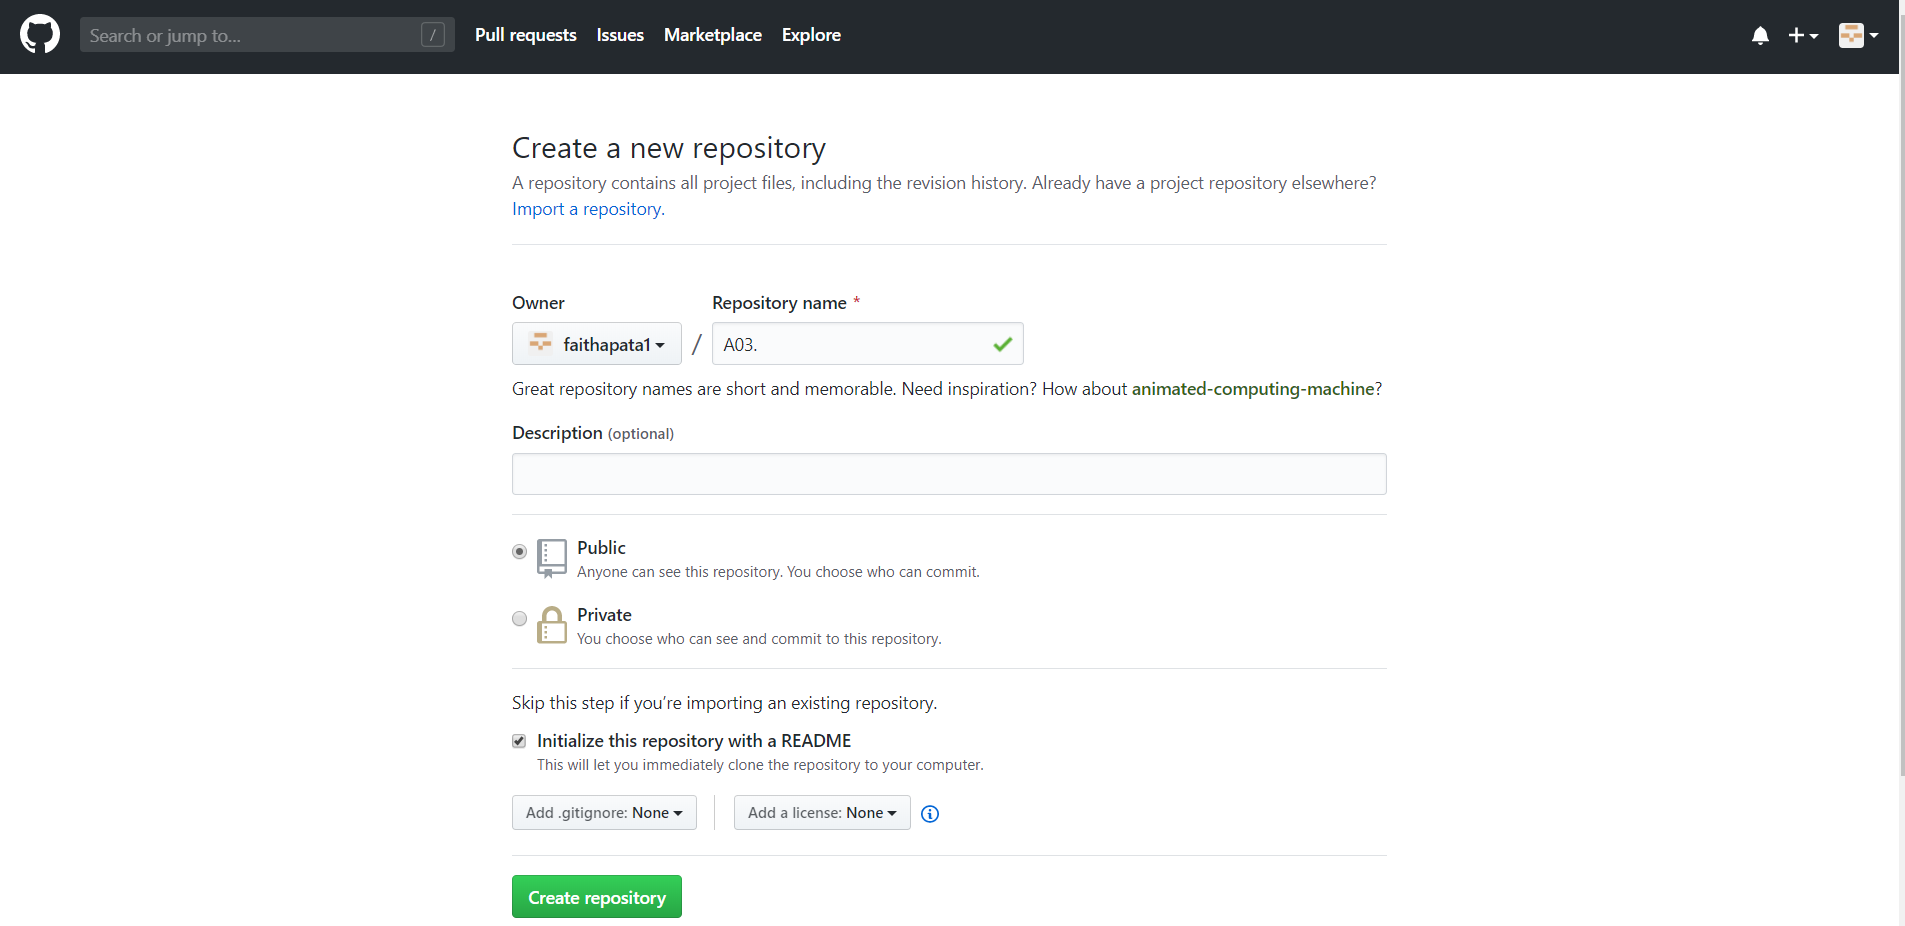 Search or jump to... /
Pull requests Issues Marketplace Explore
Create a new repository
A repository contains all project files, including the revision history. Already have a project repository elsewhere?
Import a repository.
Owner Repository name *
faithapata1 / A03.
Great repository names are short and memorable. Need inspiration? How about animated-computing-machine?
Description (optional)
Public
Anyone can see this repository. You choose who can commit.
Private
You choose who can see and commit to this repository.
Skip this step if you’re importing an existing repository.
Initialize this repository with a README
This will let you immediately clone the repository to your computer.
Add .gitignore: None Add a license: None
Create repository